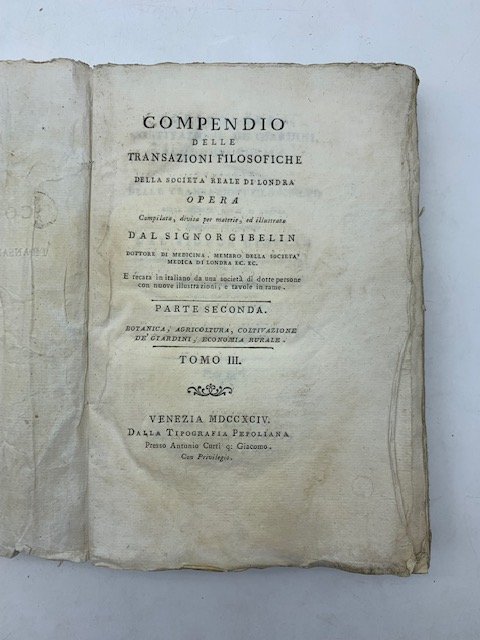 COMPENDIO
DELLE
TRANSAZIONI FILOSOFICHE
DELLA SOCIETA' REALE DI LONDRA
OPERA
Compilata, divisa per materie, ed illustrata
DAL SIGNOR GIBELIN
DOTTORE DI MEDICINA, MEMBRO DELLA SOCIETA'
MEDICA DI LONDRA EC. EC.
E recata in italiano da una società di dotte persone
con nuove illustrazioni, e tavole in rame.
PARTE SECONDA.
BOTANICA, AGRICOLTURA, COLTIVAZIONE
DE' GIARDINI, ECONOMIA RURALE.
TOMO III.
VENEZIA MDCCXCIV.
DALLA TIPOGRAFIA PEPOLIANA
Presso Antonio Curti q: Giacomo.
Con Privilegio.